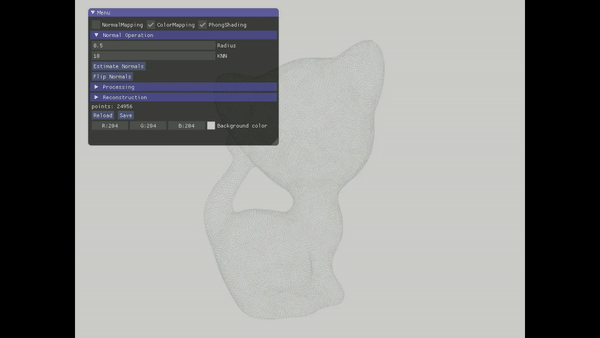 Menu
NormalMapping ColorMapping PhongShading
Normal Operation
0.5 Radius
10 KNN
Estimate Normals
Flip Normals
Processing
Reconstruction
points: 24956
Reload Save
R:204 G:204 B:204 Background color